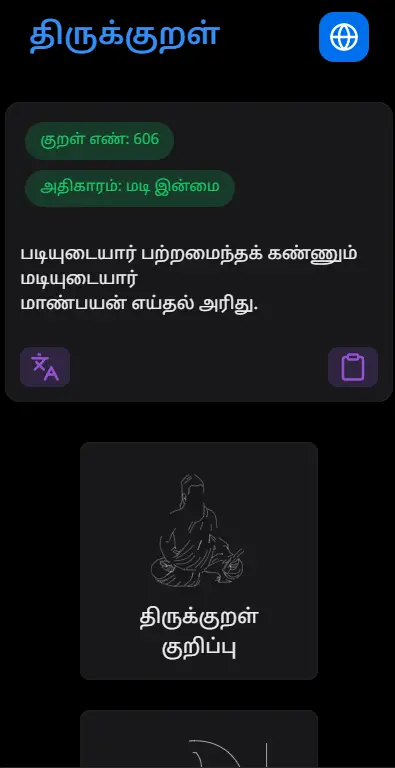 திருக்குறள்
குறள் எண்: 606
அதிகாரம்: மடி இன்மை
படியுடையார் பற்றமைந்தக் கண்ணும்
மடியுடையார்
மாண்பயன் எய்தல் அரிது.
திருக்குறள்
குறிப்பு